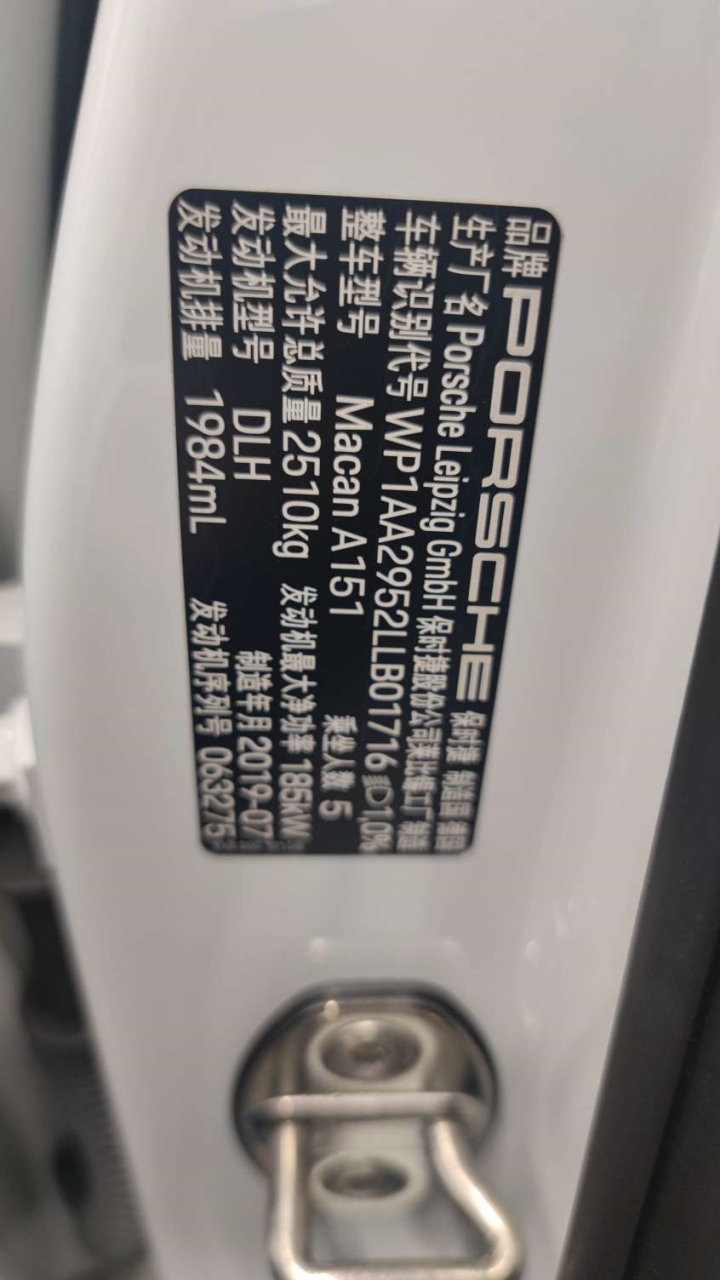 品牌 PORSCHE 保时捷 制造国 德国
生产厂名 Porsche Leipzig GmbH 保时捷股份公司莱比锡工厂 制造
车辆识别代号 WP1AA2952LLB01716 1,0%
整车型号 Macan A151 乘坐人数 5
最大允许总质量 2510kg 发动机最大净功率 185kW
发动机型号 DLH 制造年月 2019-07
发动机排量 1984mL 发动机序列号 063275